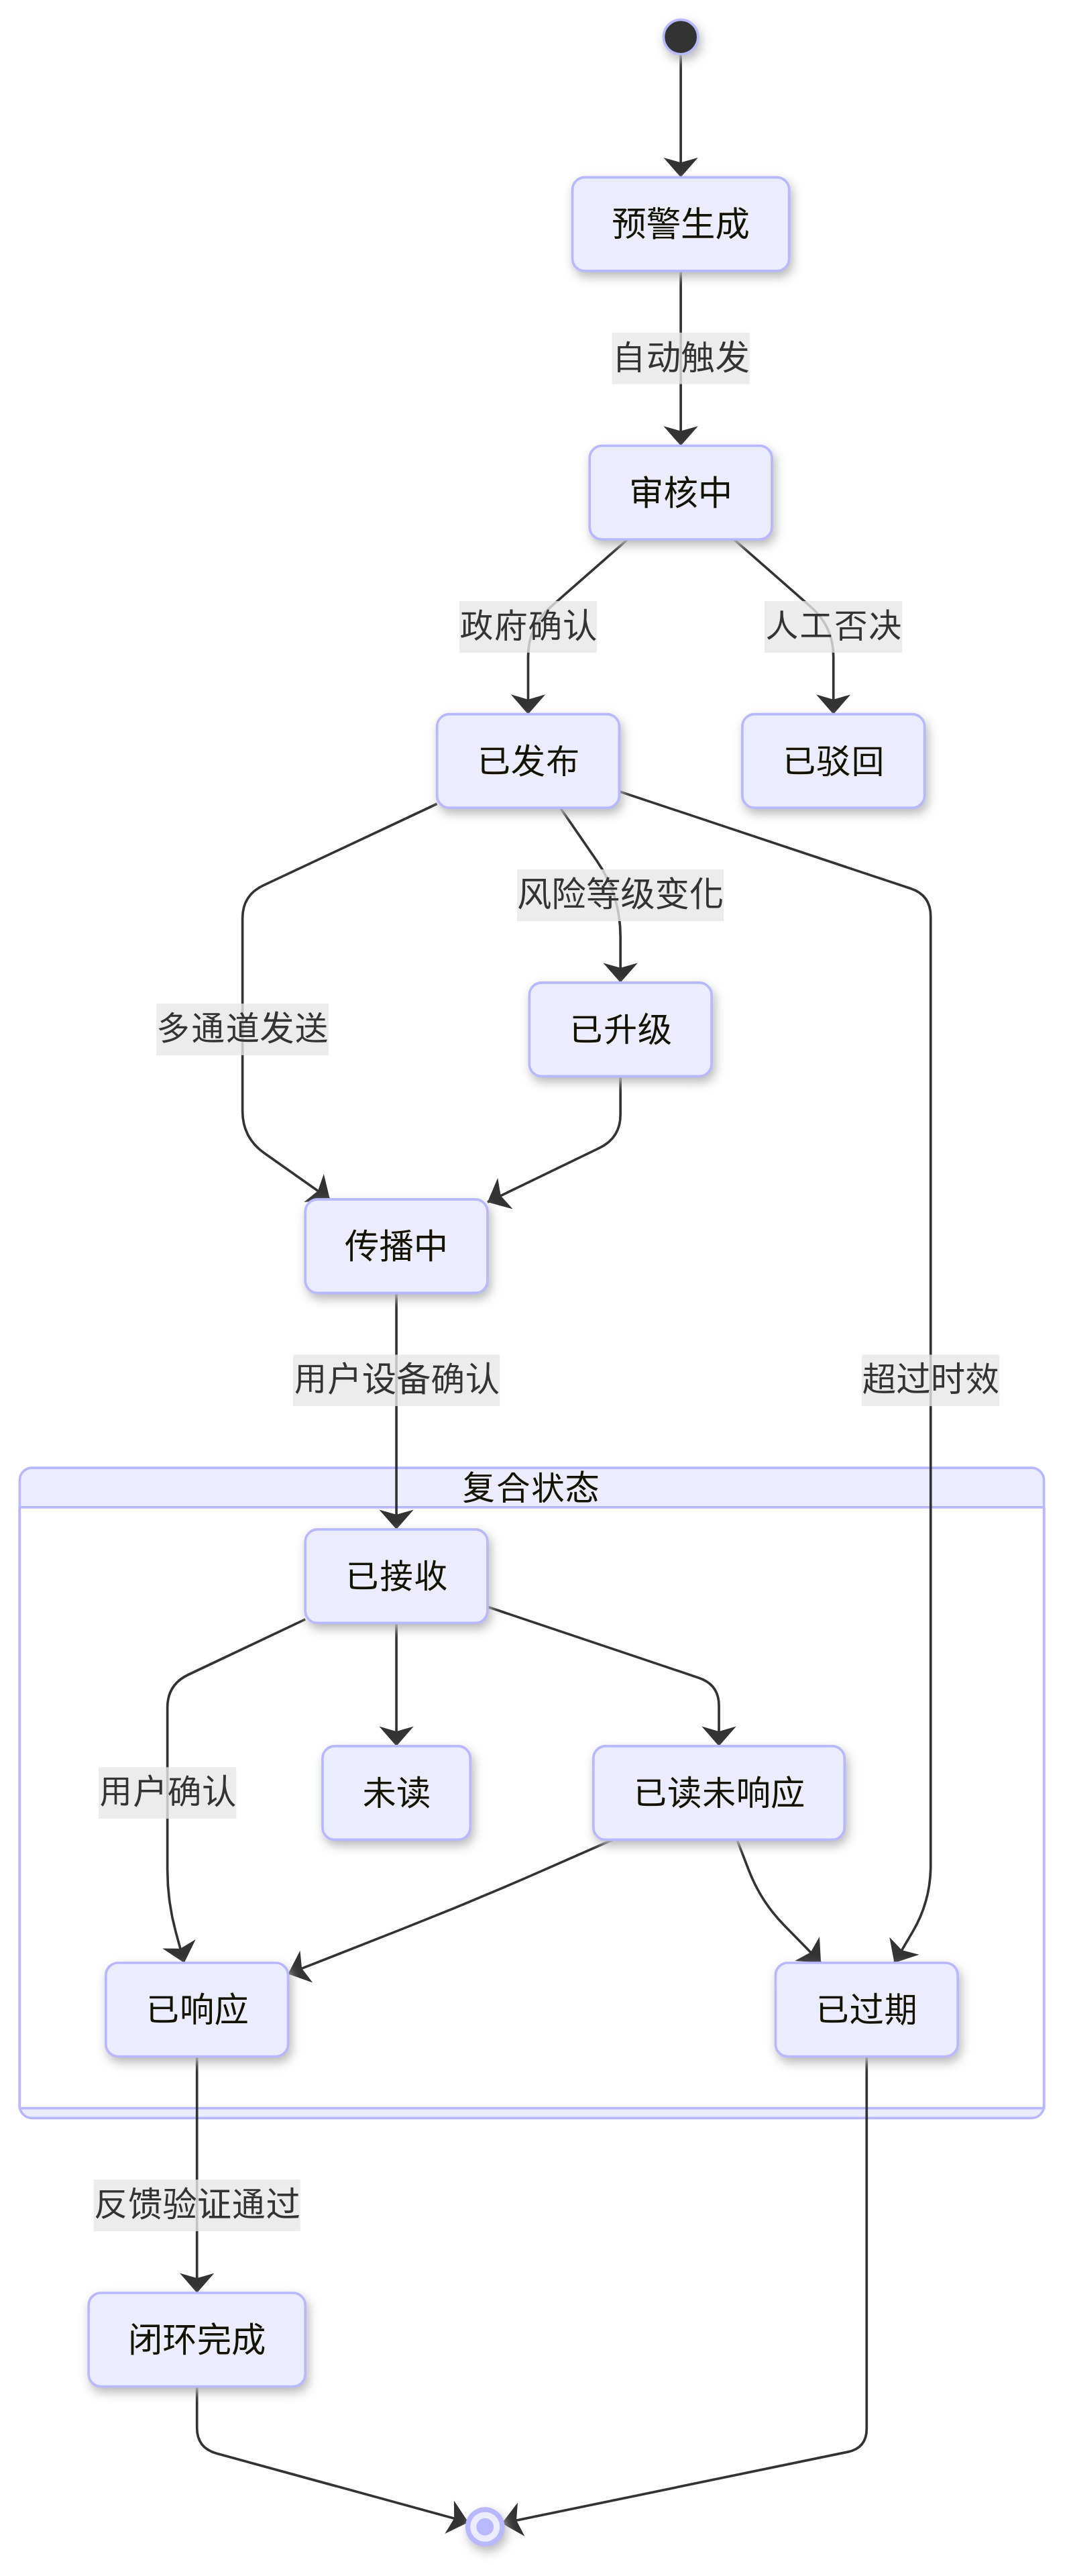 预警生成
自动触发
审核中
政府确认
人工否决
已发布
已驳回
风险等级变化
多通道发送
已升级
传播中
用户设备确认
超过时效
复合状态
已接收
用户确认
未读
已读未响应
已响应
已过期
反馈验证通过
闭环完成